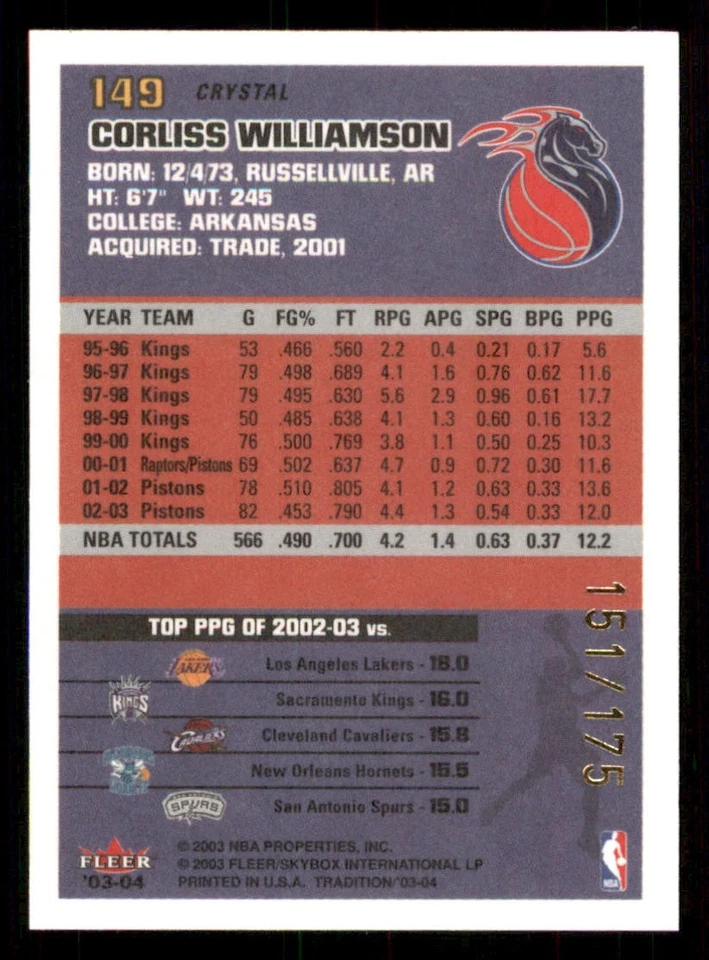 149 CRYSTAL
CORLISS WILLIAMSON
BORN: 12/4/73, RUSSELLVILLE, AR
HT: 6'7" WT: 245
COLLEGE: ARKANSAS
ACQUIRED: TRADE, 2001
YEAR TEAM G FG% FT RPG APG SPG BPG PPG
95-96 Kings 53 .466 .560 2.2 0.4 0.21 0.17 5.6
96-97 Kings 79 .498 .689 4.1 1.6 0.76 0.62 11.6
97-98 Kings 79 .495 .630 5.6 2.9 0.96 0.61 17.7
98-99 Kings 50 .485 .638 4.1 1.3 0.60 0.16 13.2
99-00 Kings 76 .500 .769 3.8 1.1 0.50 0.25 10.3
00-01 Raptors/Pistons 69 .502 .637 4.7 0.9 0.72 0.30 11.6
01-02 Pistons 78 .510 .805 4.1 1.2 0.63 0.33 13.6
02-03 Pistons 82 .453 .790 4.4 1.3 0.54 0.33 12.0
NBA TOTALS 566 .490 .700 4.2 1.4 0.63 0.37 12.2
151/175
TOP PPG OF 2002-03 vs.
LAKERS Los Angeles Lakers - 18.0
KINGS Sacramento Kings - 16.0
CAVALIERS Cleveland Cavaliers - 15.8
New Orleans Hornets - 15.5
SPURS San Antonio Spurs - 15.0
FLEER
'03-04
© 2003 NBA PROPERTIES, INC.
© 2003 FLEER/SKYBOX INTERNATIONAL LP
PRINTED IN U.S.A. TRADITION/'03-04
NBA